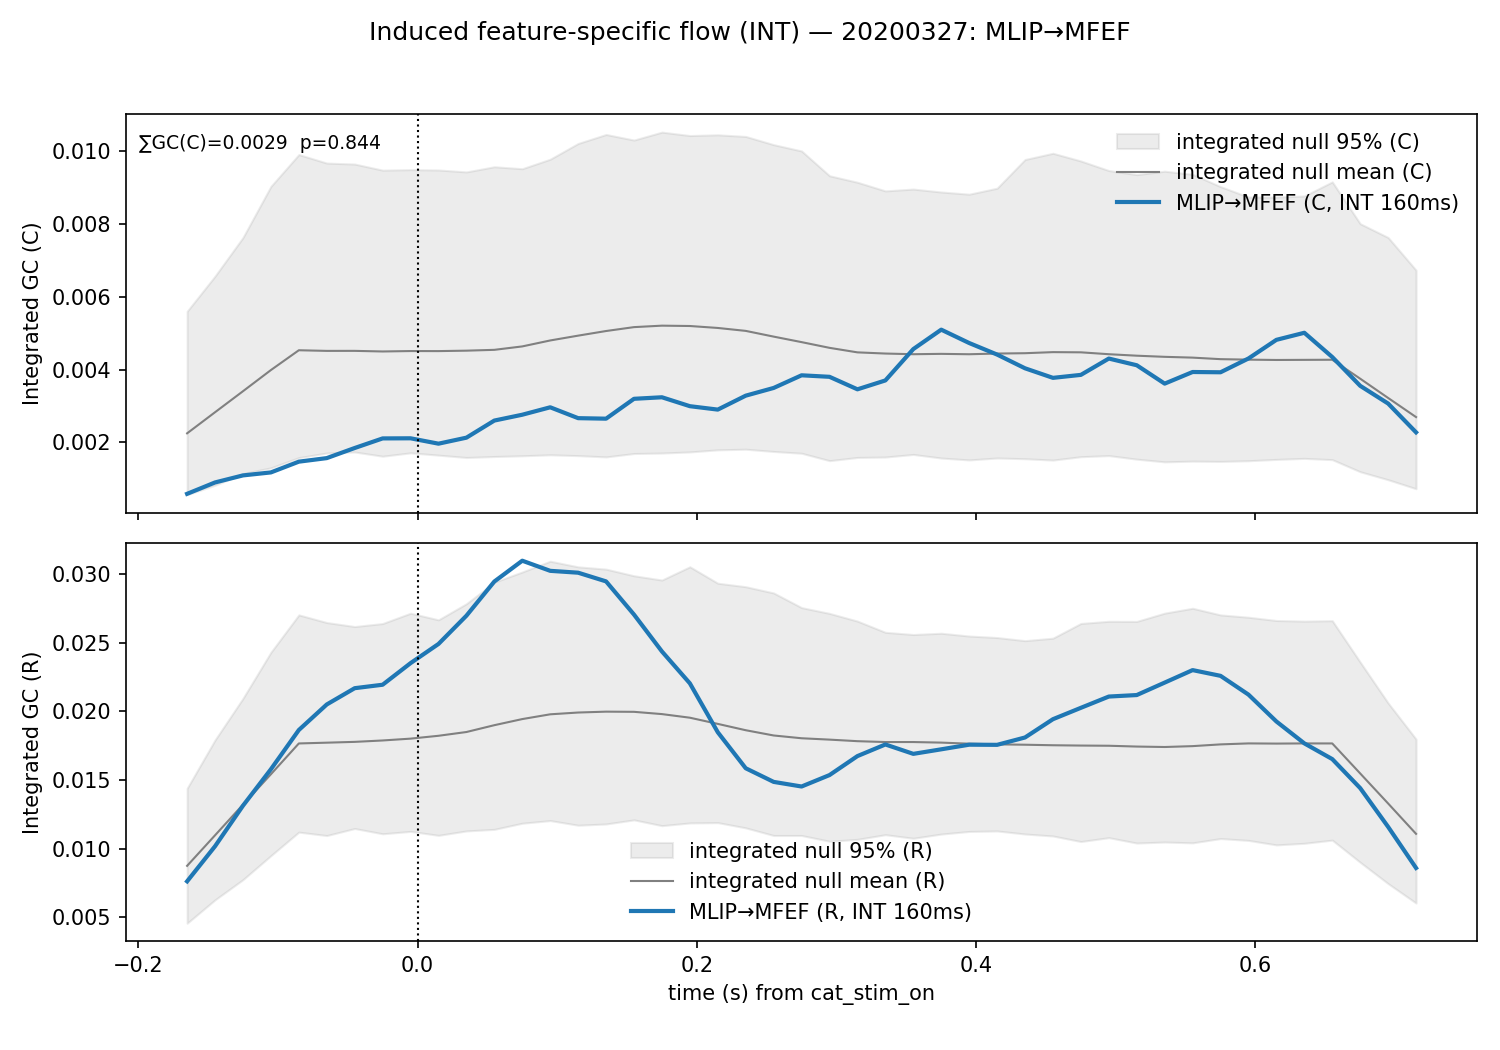 Induced feature-specific flow (INT) — 20200327: MLIP→MFEF
∑GC(C)=0.0029  p=0.844
integrated null 95% (C)
integrated null mean (C)
MLIP→MFEF (C, INT 160ms)
Integrated GC (C)
0.010
0.008
0.006
0.004
0.002
Integrated GC (R)
0.030
0.025
0.020
0.015
0.010
0.005
integrated null 95% (R)
integrated null mean (R)
MLIP→MFEF (R, INT 160ms)
−0.2 0.0 0.2 0.4 0.6
time (s) from cat_stim_on